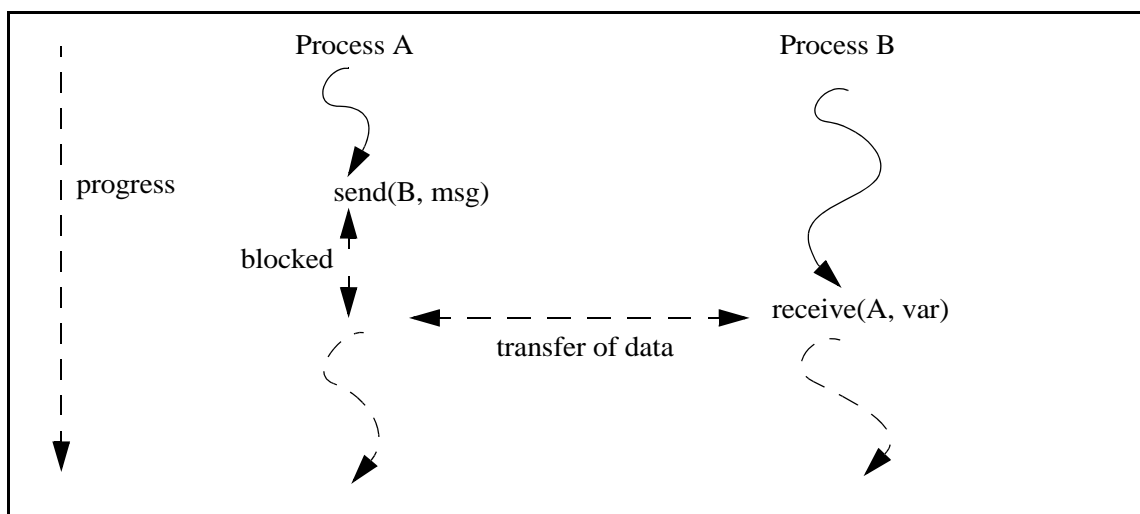 Process A
Process B
progress
send(B, msg)
blocked
receive(A, var)
transfer of data